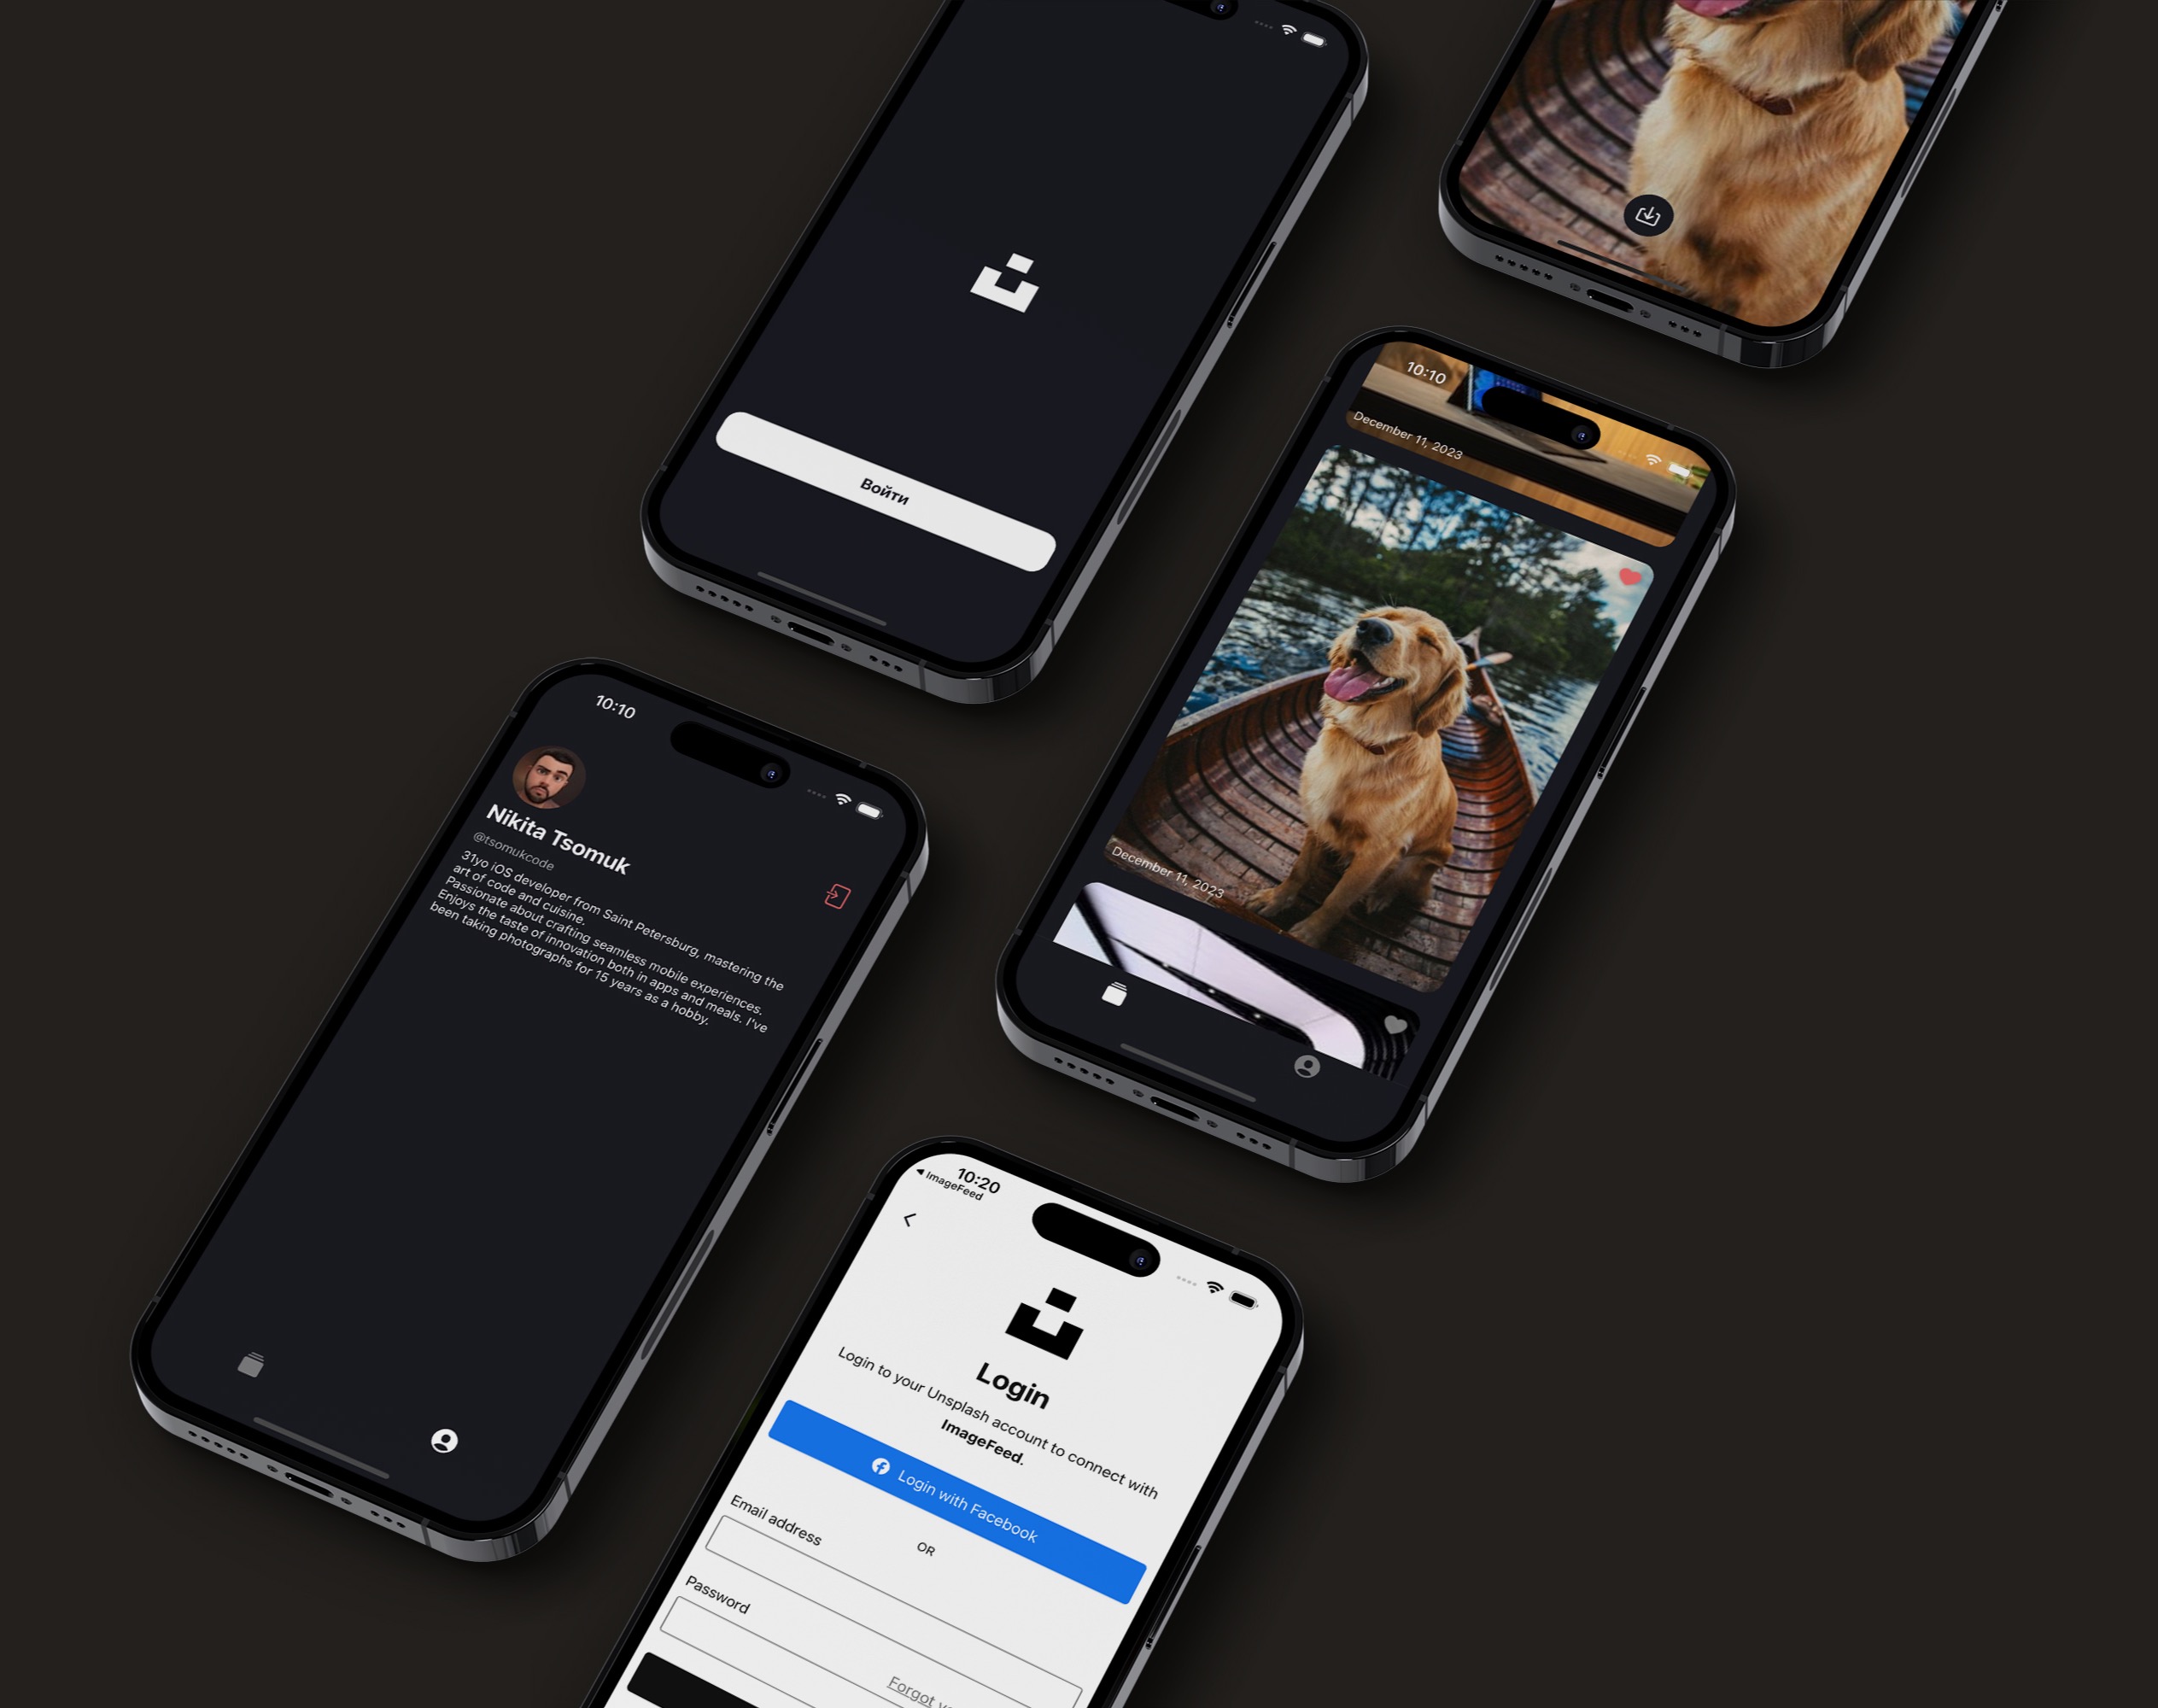 Войти
10:10
December 11, 2023
December 11, 2023
10:10
Nikita Tsomuk
@tsomukcode
31yo iOS developer from Saint Petersburg, mastering the
art of code and cuisine.
Passionate about crafting seamless mobile experiences.
Enjoys the taste of innovation both in apps and meals. I've
been taking photographs for 15 years as a hobby.
10:20
ImageFeed
Login
Login to your Unsplash account to connect with
ImageFeed.
Login with Facebook
OR
Email address
Password
Forgot